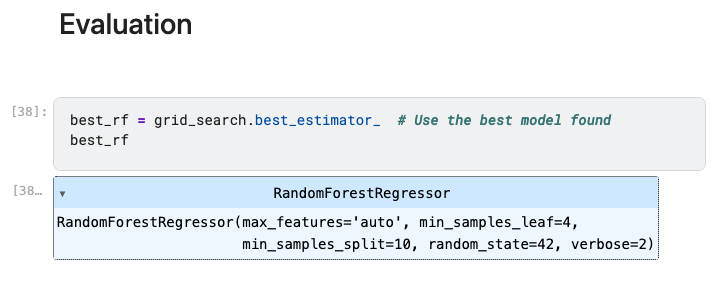 Evaluation
[38]:
best_rf = grid_search.best_estimator_  # Use the best model found
best_rf
[38…
▾ RandomForestRegressor
RandomForestRegressor(max_features='auto', min_samples_leaf=4,
                      min_samples_split=10, random_state=42, verbose=2)